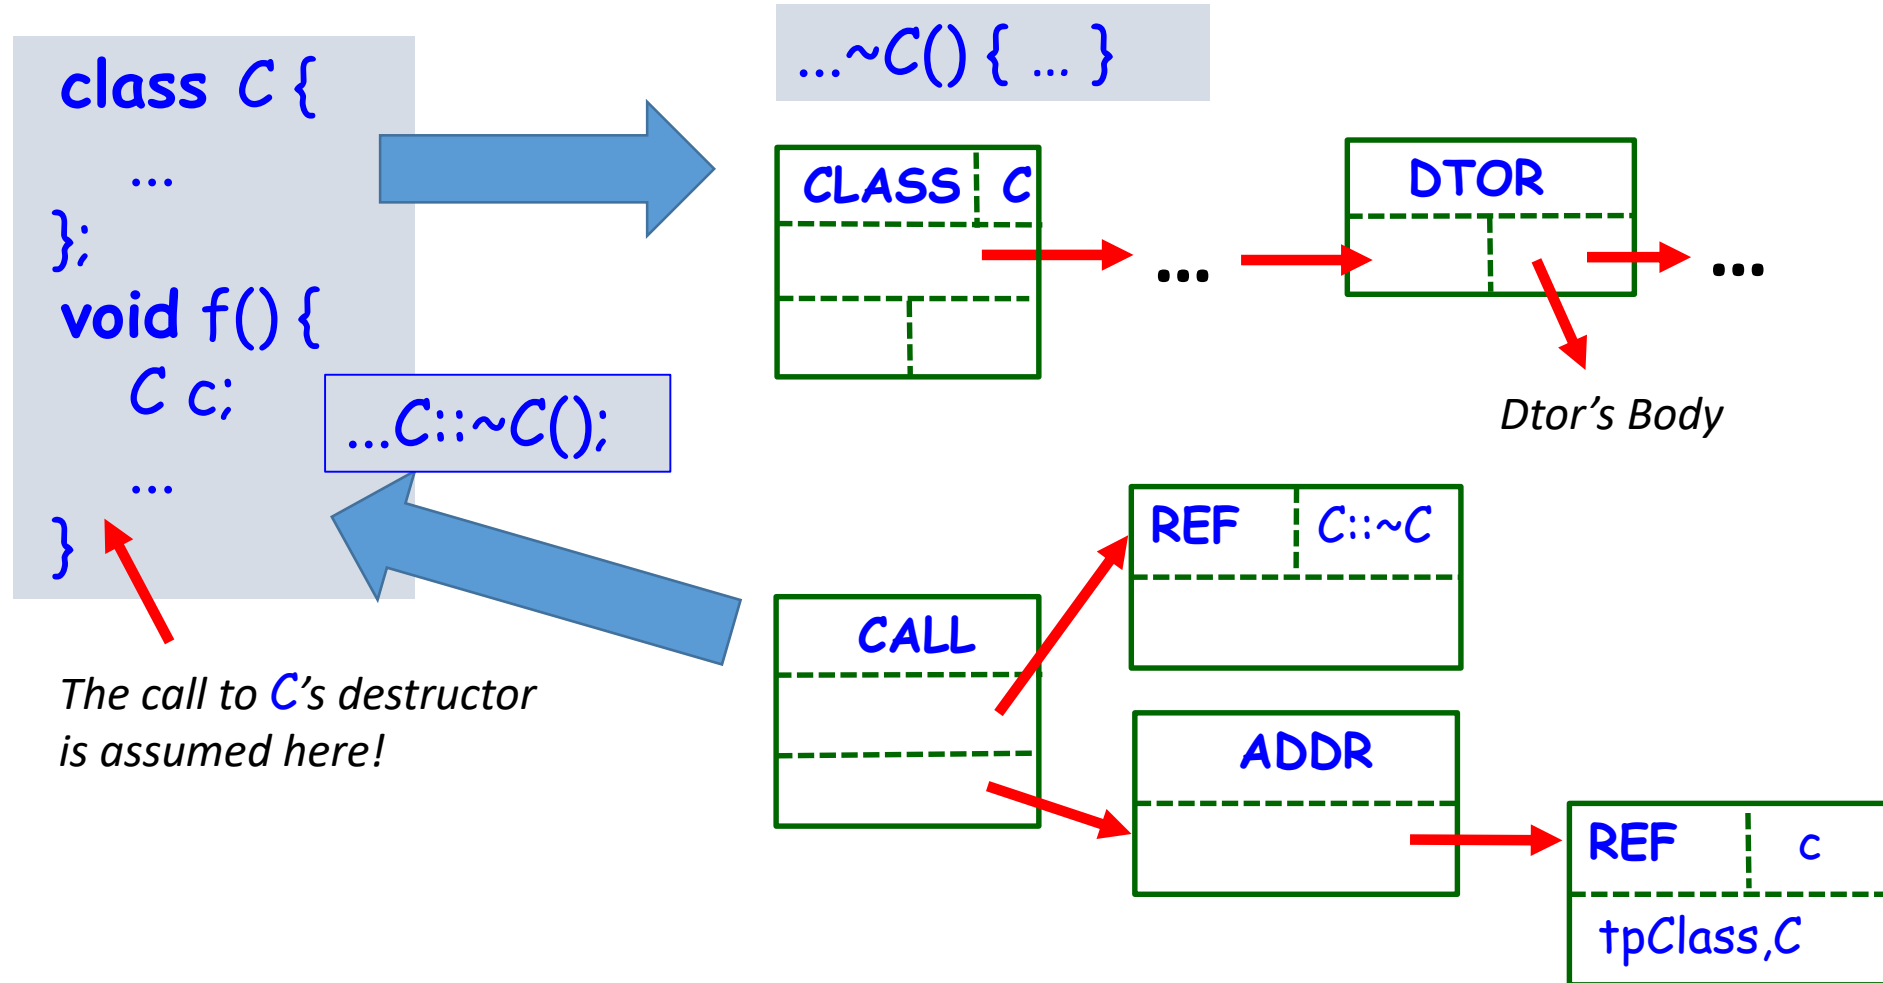 class C {
...
};
void f() {
C c;
...
}
...C::~C();
The call to C's destructor
is assumed here!
...~C() { ... }
CLASS C
...
DTOR
...
Dtor’s Body
CALL
REF C::~C
ADDR
REF c
tpClass,C